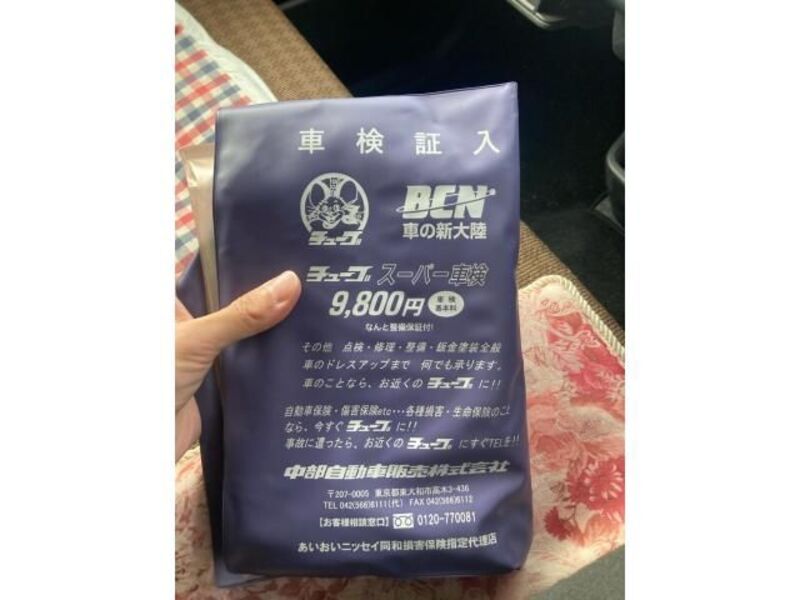 車検証入
チューブ
BCN
車の新大陸
チューブ スーパー車検
9,800円 車検基本料
なんと整備保証付!
その他 点検・修理・整備・鈑金塗装全般
車のドレスアップまで 何でも承ります。
車のことなら、お近くの チューブ に!!
自動車保険・傷害保険etc…各種損害・生命保険のこと
なら、今すぐ チューブ に!!
事故に遭ったら、お近くの チューブ にすぐTELを!!
中部自動車販売株式会社
〒207-0005 東京都東大和市高木3-436
TEL 042(566)6111(代) FAX 042(566)6112
【お客様相談窓口】 0120-770081
あいおいニッセイ同和損害保険指定代理店